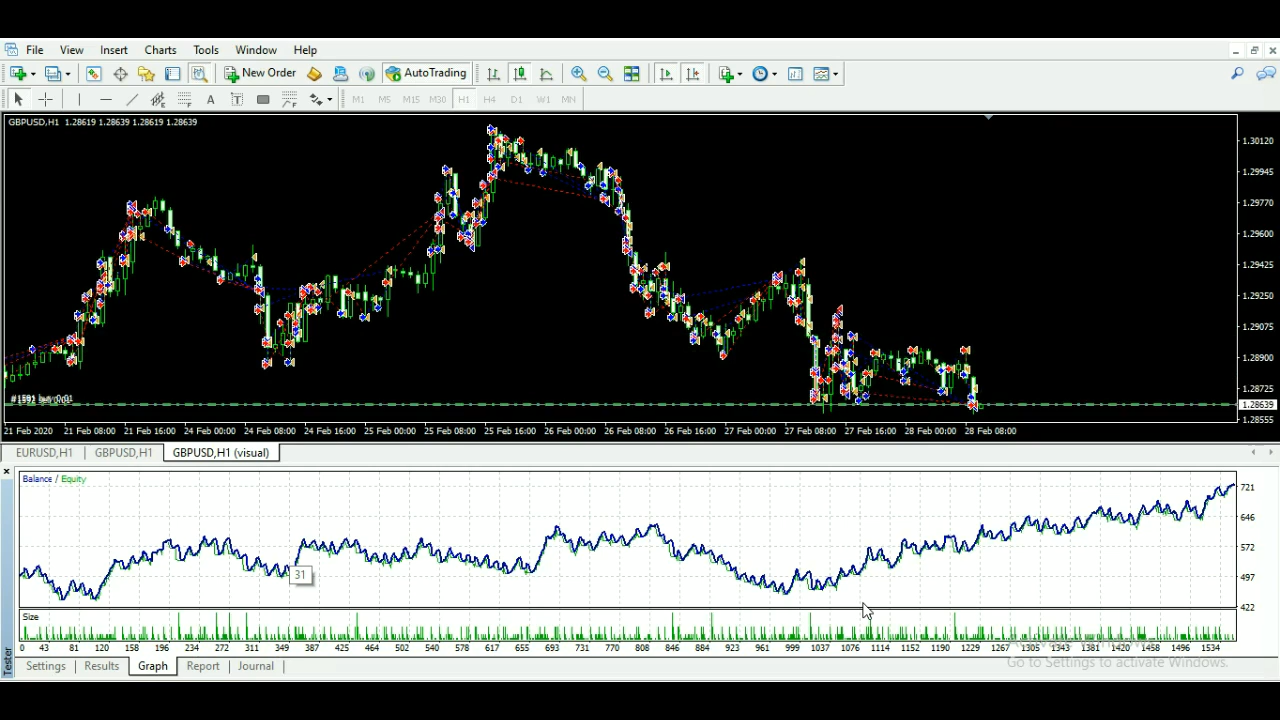 File View Insert Charts Tools Window Help
New Order AutoTrading
A T M1 M5 M15 M30 H1 H4 D1 W1 MN
GBPUSD,H1 1.28619 1.28639 1.28619 1.28639
1.30120
1.29945
1.29770
1.29600
1.29425
1.29250
1.29075
1.28900
1.28725
1.28639
1.28555
21 Feb 2020 21 Feb 08:00 21 Feb 16:00 24 Feb 00:00 24 Feb 08:00 24 Feb 16:00 25 Feb 00:00 25 Feb 08:00 25 Feb 16:00 26 Feb 00:00 26 Feb 08:00 26 Feb 16:00 27 Feb 00:00 27 Feb 08:00 27 Feb 16:00 28 Feb 00:00 28 Feb 08:00
EURUSD,H1 GBPUSD,H1 GBPUSD,H1 (visual)
Balance / Equity
721
646
572
497
422
31
Size
0 43 81 120 158 196 234 272 311 349 387 425 464 502 540 578 617 655 693 731 770 808 846 884 923 961 999 1037 1076 1114 1152 1190 1229 1267 1305 1343 1381 1420 1458 1496 1534
Go to Settings to activate Windows.
Settings Results Graph Report Journal
Tester